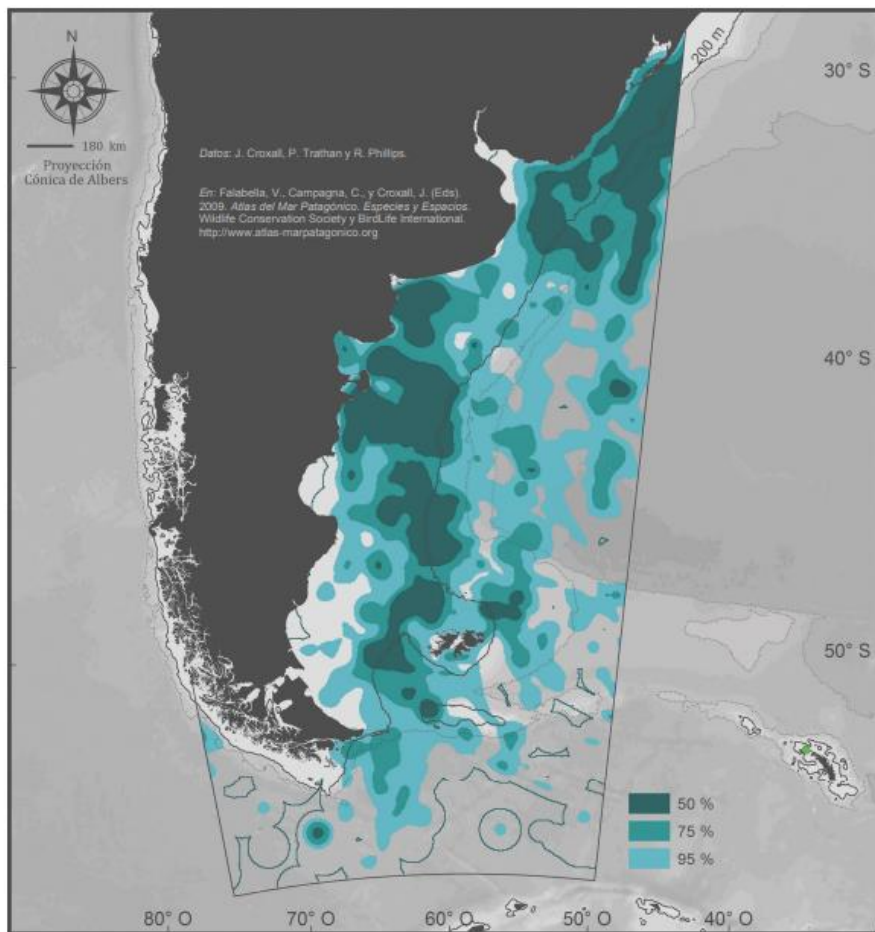 N
180 km
Proyección
Cónica de Albers
Datos: J. Croxall, P. Trathan y R. Phillips.
En: Falabella, V., Campagna, C., y Croxall, J. (Eds).
2009. Atlas del Mar Patagónico. Especies y Espacios.
Wildlife Conservation Society y BirdLife International.
http://www.atlas-marpatagonico.org
200 m
30° S
40° S
50° S
50 %
75 %
95 %
80° O
70° O
60° O
50° O
40° O